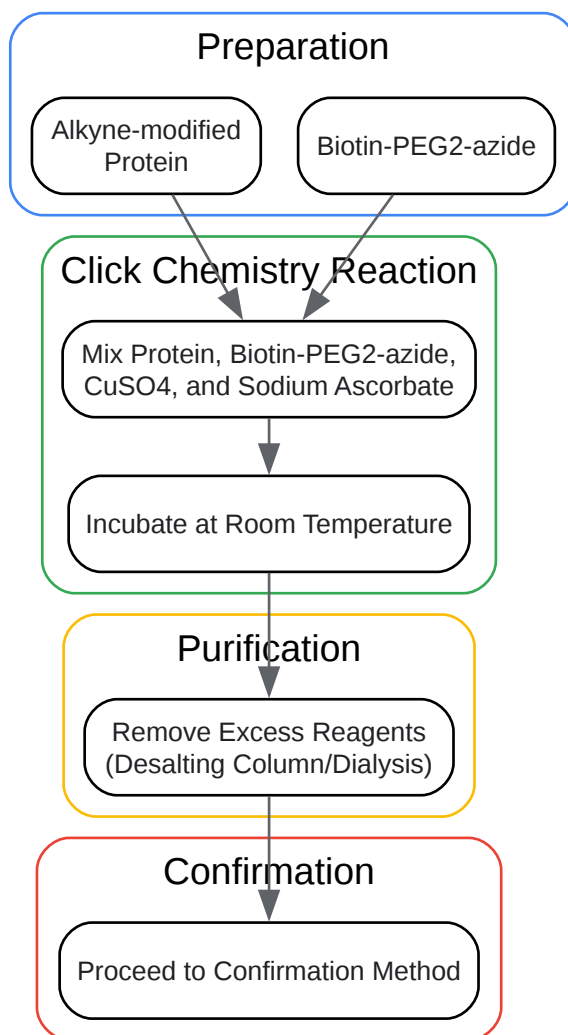 Preparation
Alkyne-modified
Protein
Biotin-PEG2-azide
Click Chemistry Reaction
Mix Protein, Biotin-PEG2-azide,
CuSO4, and Sodium Ascorbate
Incubate at Room Temperature
Purification
Remove Excess Reagents
(Desalting Column/Dialysis)
Confirmation
Proceed to Confirmation Method